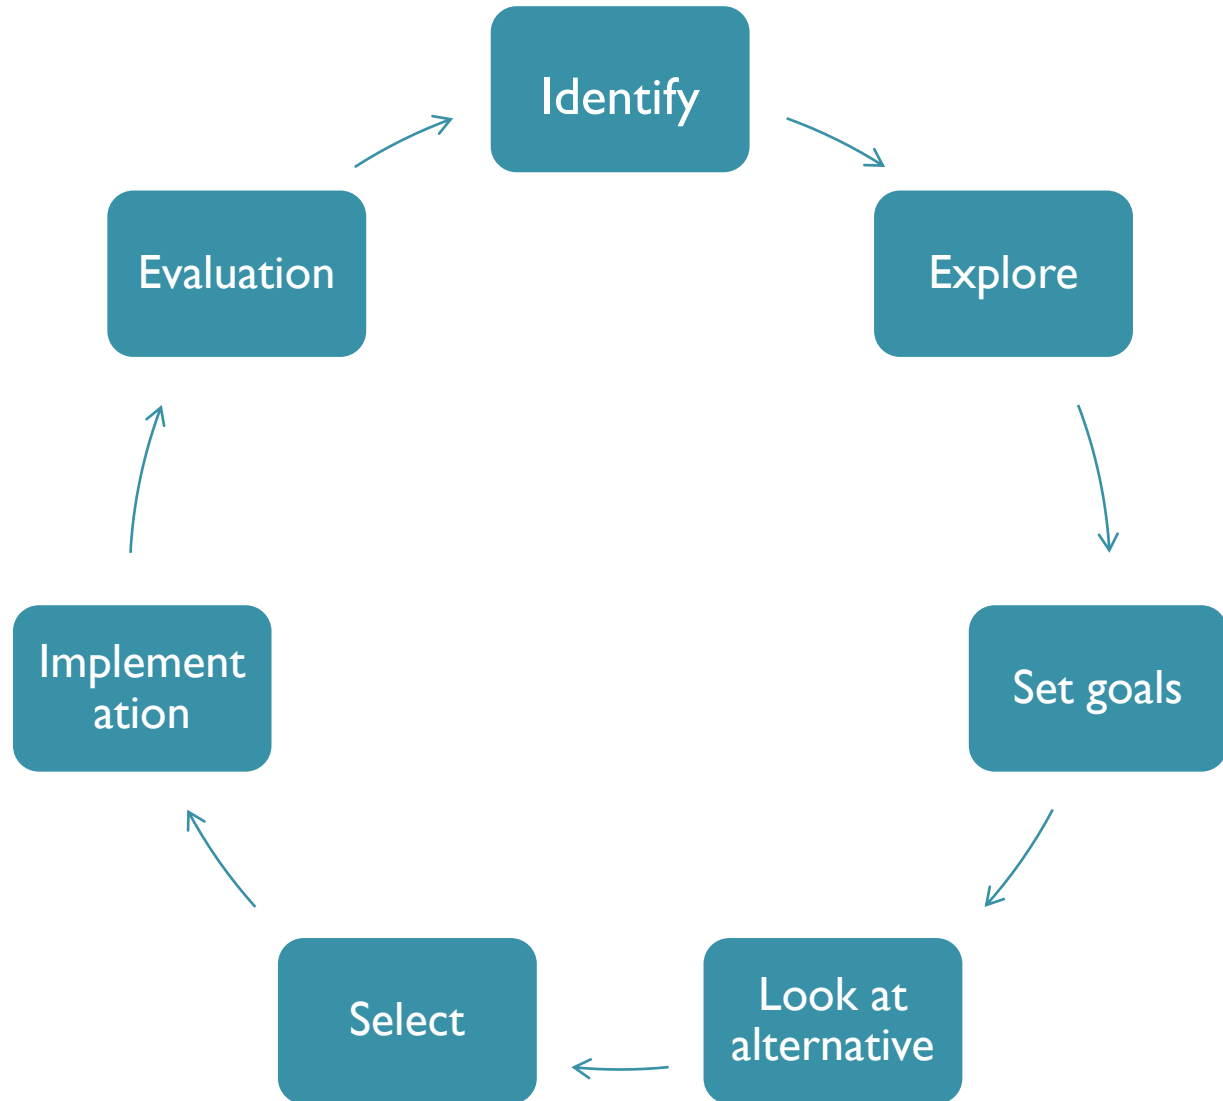 Identify
Explore
Set goals
Look at
alternative
Select
Implement
ation
Evaluation